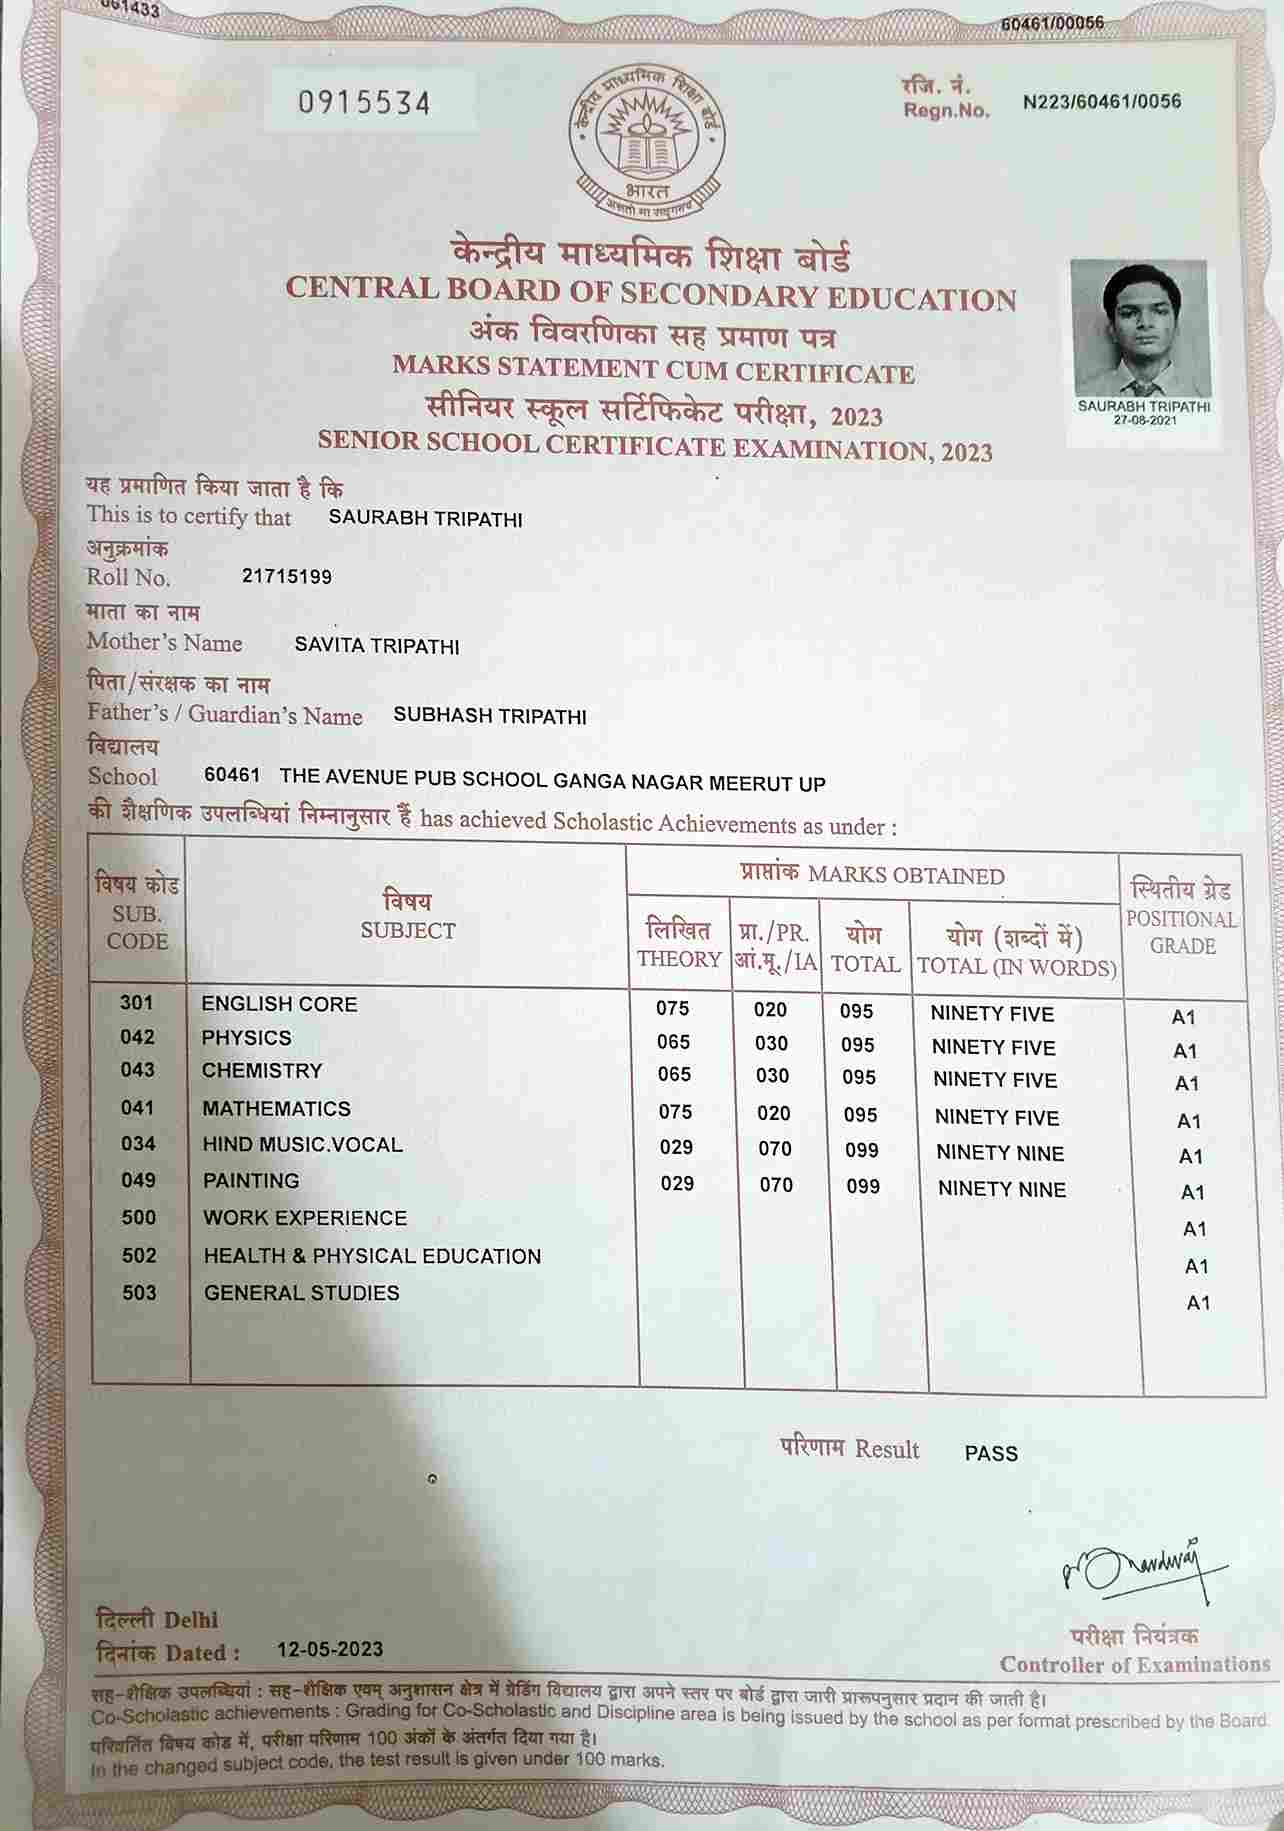 061433
60461/00056
0915534
रजि. नं.
Regn.No. N223/60461/0056
केन्द्रीय माध्यमिक शिक्षा बोर्ड
भारत
असतो मा सद्गमय
केन्द्रीय माध्यमिक शिक्षा बोर्ड
CENTRAL BOARD OF SECONDARY EDUCATION
अंक विवरणिका सह प्रमाण पत्र
MARKS STATEMENT CUM CERTIFICATE
सीनियर स्कूल सर्टिफिकेट परीक्षा, 2023
SENIOR SCHOOL CERTIFICATE EXAMINATION, 2023
SAURABH TRIPATHI
27-08-2021
यह प्रमाणित किया जाता है कि
This is to certify that SAURABH TRIPATHI
अनुक्रमांक
Roll No. 21715199
माता का नाम
Mother's Name SAVITA TRIPATHI
पिता/संरक्षक का नाम
Father's / Guardian's Name SUBHASH TRIPATHI
विद्यालय
School 60461 THE AVENUE PUB SCHOOL GANGA NAGAR MEERUT UP
की शैक्षणिक उपलब्धियां निम्नानुसार हैं has achieved Scholastic Achievements as under :
विषय कोड
SUB.
CODE
विषय
SUBJECT
प्राप्तांक MARKS OBTAINED
लिखित
THEORY
प्रा./PR.
आं.मू./IA
योग
TOTAL
योग (शब्दों में)
TOTAL (IN WORDS)
स्थितीय ग्रेड
POSITIONAL
GRADE
301 ENGLISH CORE 075 020 095 NINETY FIVE A1
042 PHYSICS 065 030 095 NINETY FIVE A1
043 CHEMISTRY 065 030 095 NINETY FIVE A1
041 MATHEMATICS 075 020 095 NINETY FIVE A1
034 HIND MUSIC.VOCAL 029 070 099 NINETY NINE A1
049 PAINTING 029 070 099 NINETY NINE A1
500 WORK EXPERIENCE A1
502 HEALTH & PHYSICAL EDUCATION A1
503 GENERAL STUDIES A1
परिणाम Result PASS
दिल्ली Delhi
दिनांक Dated : 12-05-2023
परीक्षा नियंत्रक
Controller of Examinations
सह-शैक्षिक उपलब्धियां : सह-शैक्षिक एवम् अनुशासन क्षेत्र में ग्रेडिंग विद्यालय द्वारा अपने स्तर पर बोर्ड द्वारा जारी प्रारूपनुसार प्रदान की जाती है।
Co-Scholastic achievements : Grading for Co-Scholastic and Discipline area is being issued by the school as per format prescribed by the Board.
परिवर्तित विषय कोड में, परीक्षा परिणाम 100 अंकों के अंतर्गत दिया गया है।
In the changed subject code, the test result is given under 100 marks.